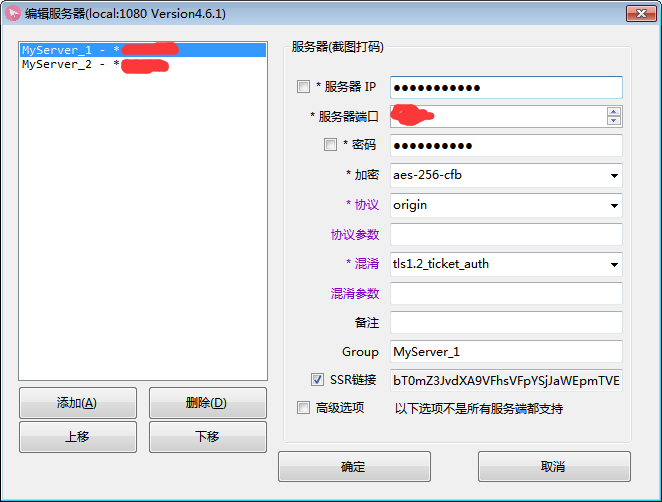 编辑服务器(local:1080 Version4.6.1)
MyServer_1 - *
MyServer_2 - *
服务器(截图打码)
* 服务器 IP ●●●●●●●●●●●
* 服务器端口
* 密码 ●●●●●●●●●●
* 加密 aes-256-cfb
* 协议 origin
协议参数
* 混淆 tls1.2_ticket_auth
混淆参数
备注
Group MyServer_1
SSR链接 bT0mZ3JvdXA9VFhsVFpYSjJaWEpmTVE
高级选项 以下选项不是所有服务端都支持
添加(A) 删除(D)
上移 下移
确定 取消